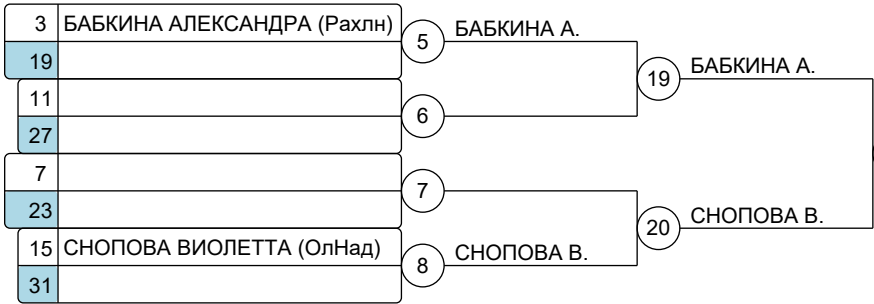 3 БАБКИНА АЛЕКСАНДРА (Рахлн)
5 БАБКИНА А.
19
19 БАБКИНА А.
11
6
27
7
7
23
20 СНОПОВА В.
15 СНОПОВА ВИОЛЕТТА (ОлНад)
8 СНОПОВА В.
31